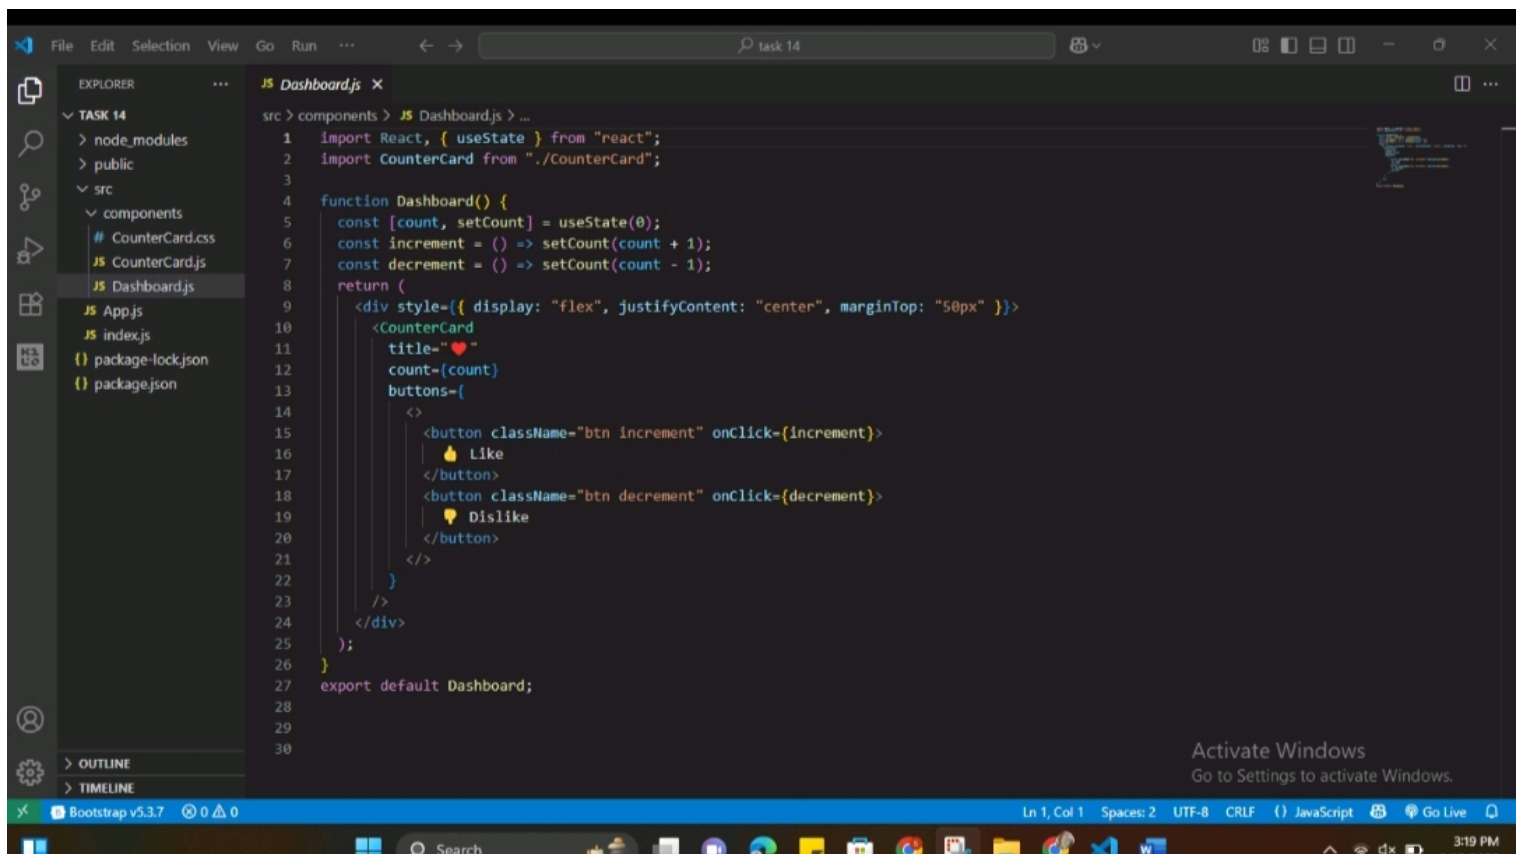 File Edit Selection View Go Run ... task 14
EXPLORER ...
TASK 14
node_modules
public
src
components
# CounterCard.css
JS CounterCard.js
JS Dashboard.js
JS App.js
JS index.js
{} package-lock.json
{} package.json
OUTLINE
TIMELINE
JS Dashboard.js ×
src > components > JS Dashboard.js > ...
1 import React, { useState } from "react";
2 import CounterCard from "./CounterCard";
3
4 function Dashboard() {
5 const [count, setCount] = useState(0);
6 const increment = () => setCount(count + 1);
7 const decrement = () => setCount(count - 1);
8 return (
9 <div style={{ display: "flex", justifyContent: "center", marginTop: "50px" }}>
10 <CounterCard
11 title="❤️"
12 count={count}
13 buttons={
14 <>
15 <button className="btn increment" onClick={increment}>
16 👍 Like
17 </button>
18 <button className="btn decrement" onClick={decrement}>
19 👎 Dislike
20 </button>
21 </>
22 }
23 />
24 </div>
25 );
26 }
27 export default Dashboard;
28
29
30
Activate Windows
Go to Settings to activate Windows.
Bootstrap v5.3.7 0 0 Ln 1, Col 1 Spaces: 2 UTF-8 CRLF {} JavaScript Go Live
Search 3:19 PM